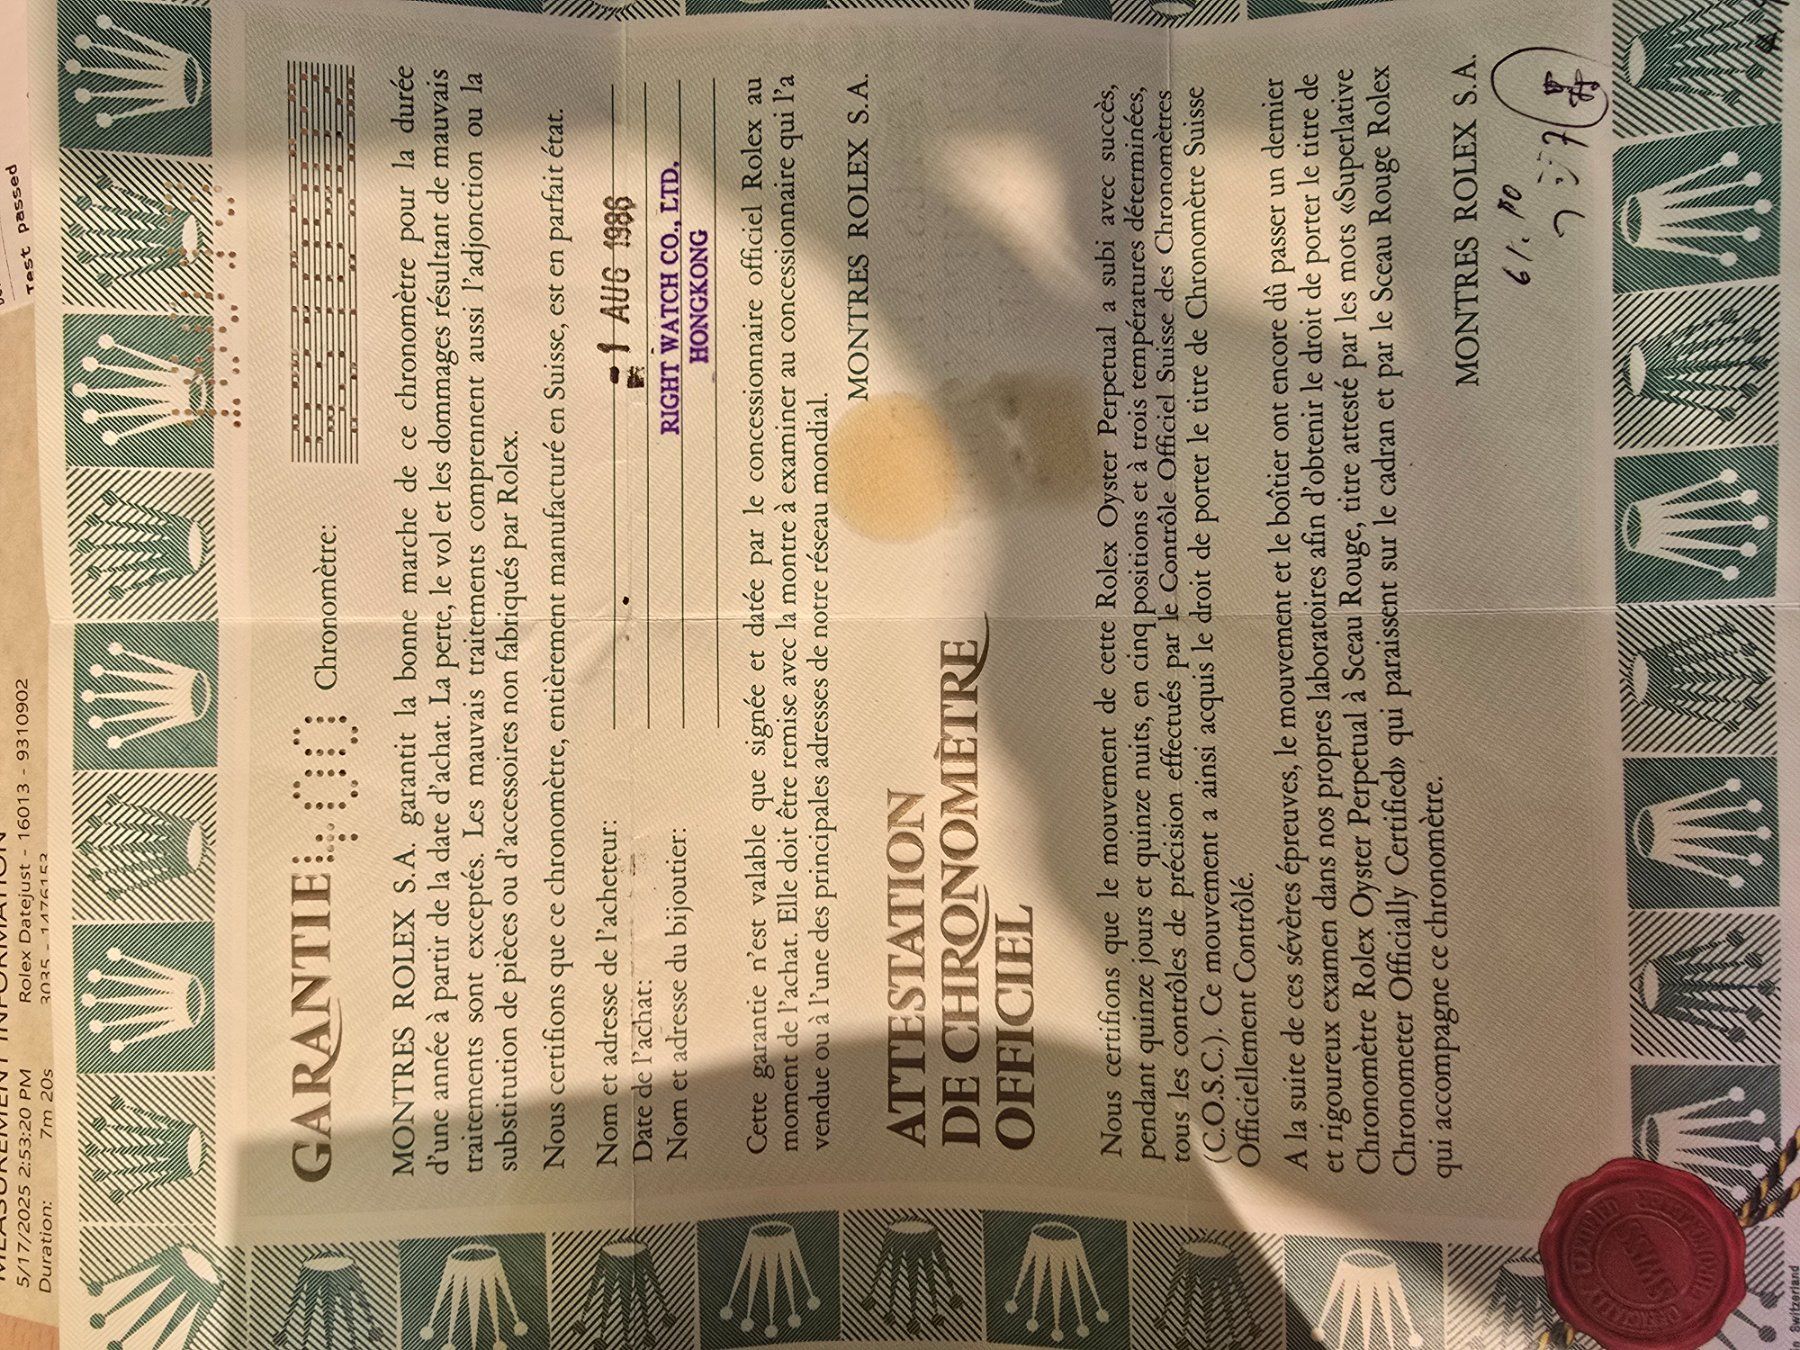 Test passed
MEASUREMENT INFORMATION
5/17/2025 2:53:20 PM Rolex Datejust - 16013 - 9310902
Duration: 7m 20s
GARANTIE
Chronomètre:
MONTRES ROLEX S.A. garantit la bonne marche de ce chronomètre pour la durée
d'une année à partir de la date d'achat. La perte, le vol et les dommages résultant de mauvais
traitements sont exceptés. Les mauvais traitements comprennent aussi l'adjonction ou la
substitution de pièces ou d'accessoires non fabriqués par Rolex.
Nous certifions que ce chronomètre, entièrement manufacturé en Suisse, est en parfait état.
Nom et adresse de l'acheteur:
Date de l'achat: - 1 AUG 1986
Nom et adresse du bijoutier: RIGHT WATCH CO., LTD.
HONGKONG
Cette garantie n'est valable que signée et datée par le concessionnaire officiel Rolex au
moment de l'achat. Elle doit être remise avec la montre à examiner au concessionnaire qui l'a
vendue ou à l'une des principales adresses de notre réseau mondial.
MONTRES ROLEX S.A.
ATTESTATION
DE CHRONOMÈTRE
OFFICIEL
Nous certifions que le mouvement de cette Rolex Oyster Perpetual a subi avec succès,
pendant quinze jours et quinze nuits, en cinq positions et à trois températures déterminées,
tous les contrôles de précision effectués par le Contrôle Officiel Suisse des Chronomètres
(C.O.S.C.). Ce mouvement a ainsi acquis le droit de porter le titre de Chronomètre Suisse
Officiellement Contrôlé.
A la suite de ces sévères épreuves, le mouvement et le boîtier ont encore dû passer un dernier
et rigoureux examen dans nos propres laboratoires afin d'obtenir le droit de porter le titre de
Chronomètre Rolex Oyster Perpetual à Sceau Rouge, titre attesté par les mots «Superlative
Chronometer Officially Certified» qui paraissent sur le cadran et par le Sceau Rouge Rolex
qui accompagne ce chronomètre.
MONTRES ROLEX S.A.
SWISS
Switzerland